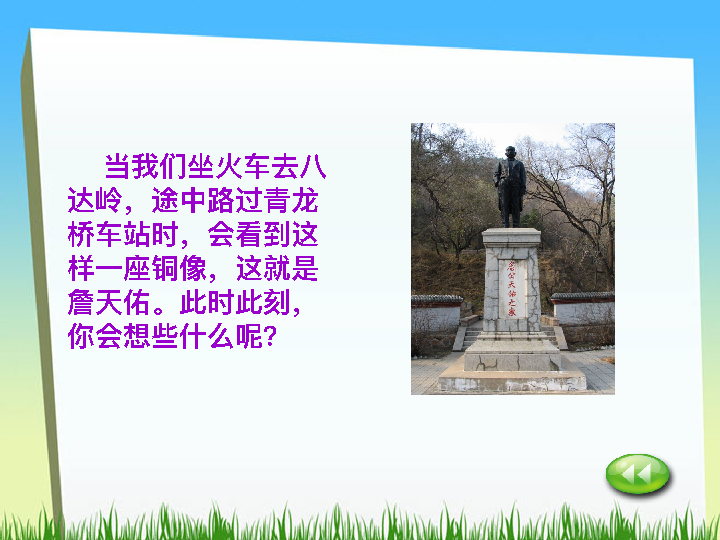 当我们坐火车去八
达岭，途中路过青龙
桥车站时，会看到这
样一座铜像，这就是
詹天佑。此时此刻，
你会想些什么呢？